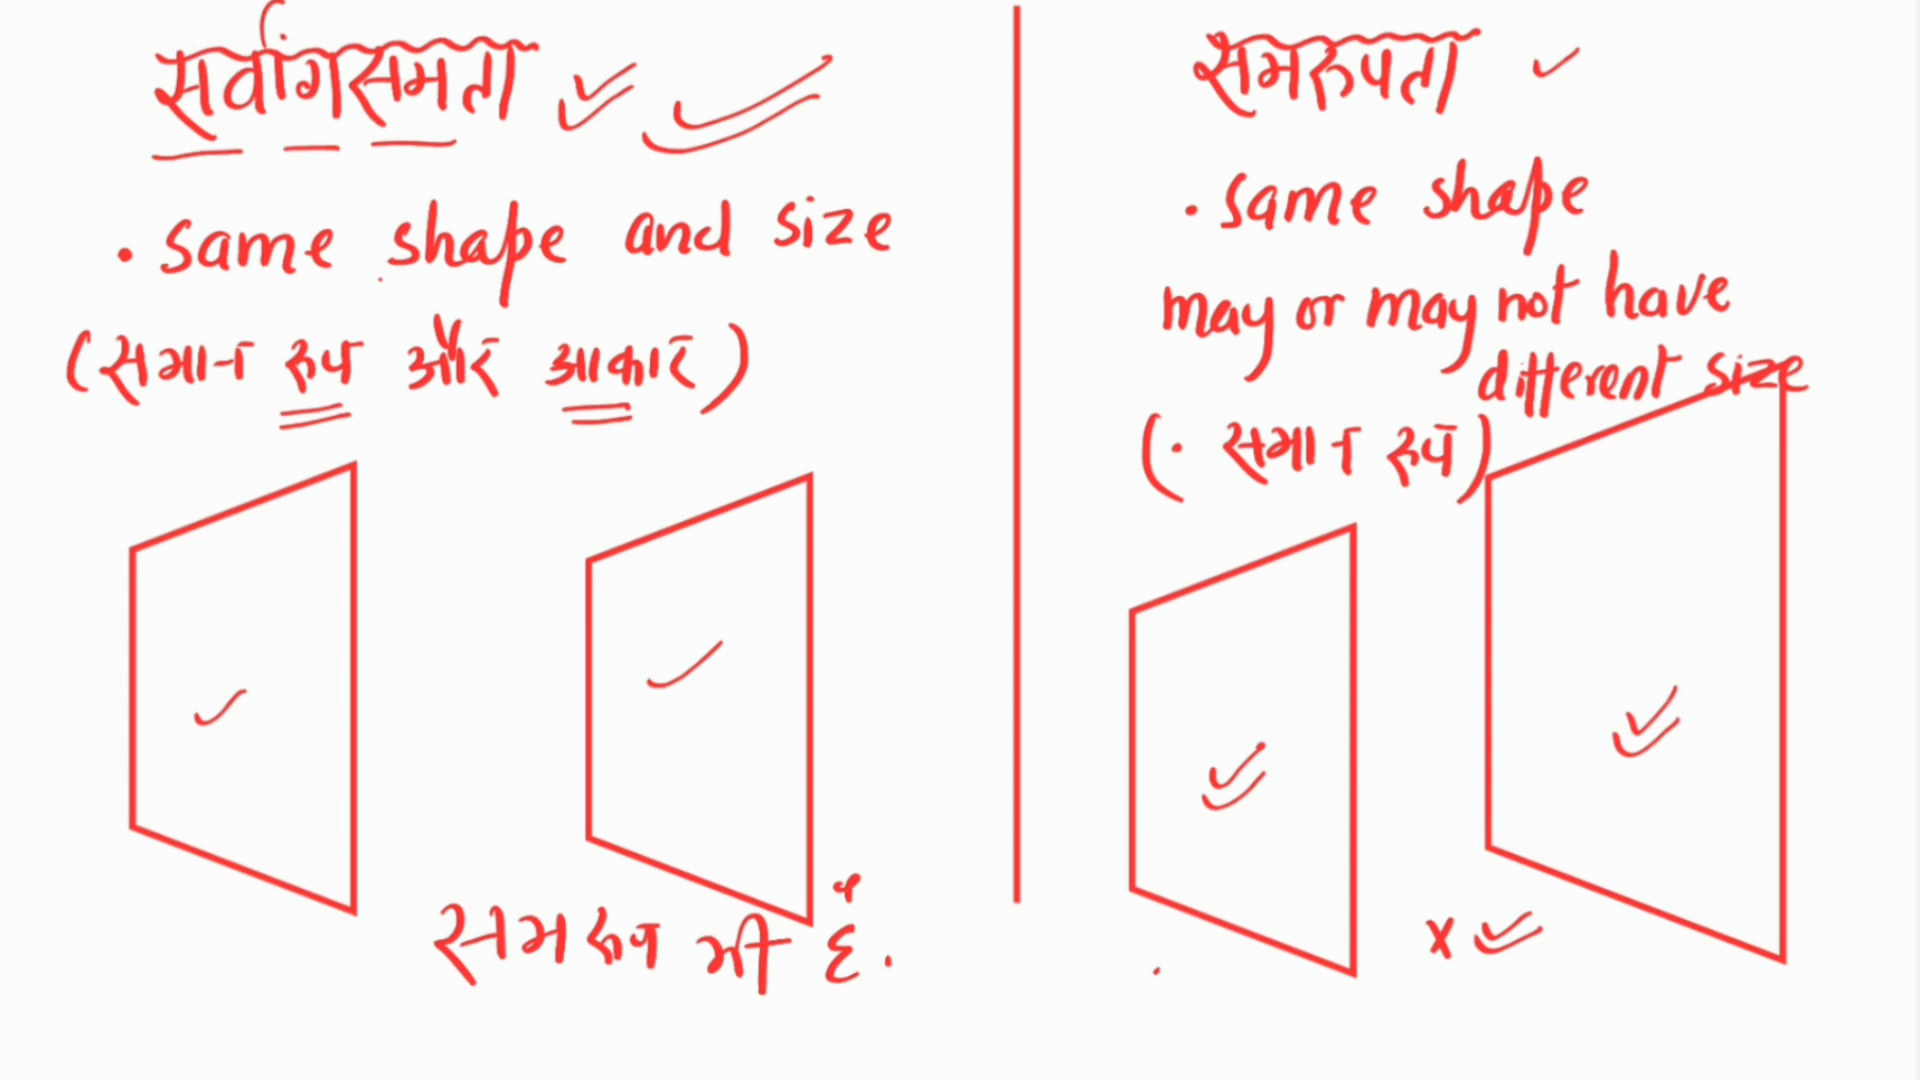 सर्वांगसमता
• same shape and size
(समान रूप और आकार)
समरूप भी हैं.
समरूपता
• same shape
may or may not have
different size
(• समान रूप)
x